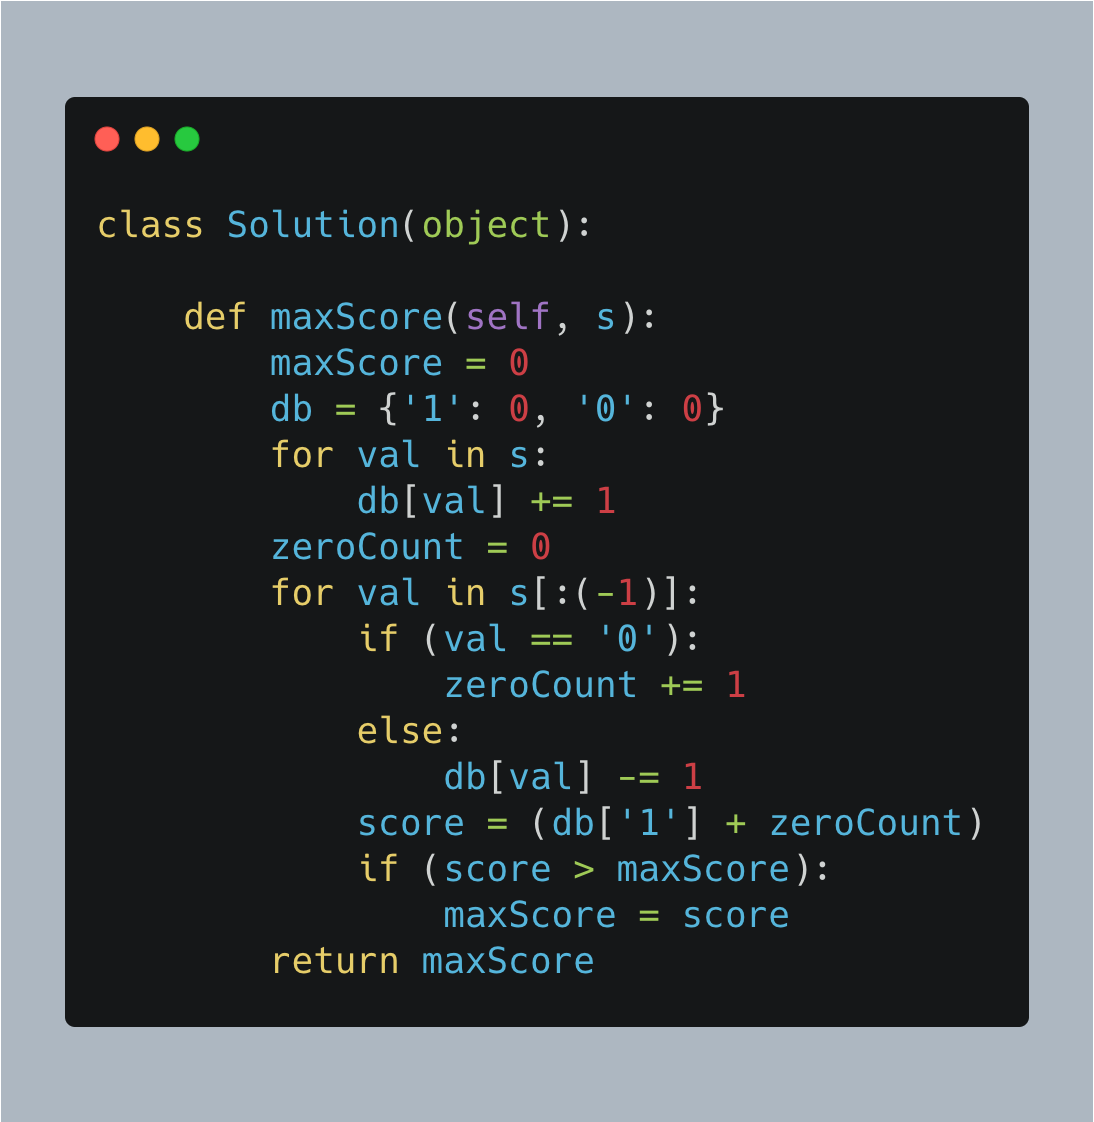 class Solution(object):

    def maxScore(self, s):
        maxScore = 0
        db = {'1': 0, '0': 0}
        for val in s:
            db[val] += 1
        zeroCount = 0
        for val in s[:(-1)]:
            if (val == '0'):
                zeroCount += 1
            else:
                db[val] -= 1
            score = (db['1'] + zeroCount)
            if (score > maxScore):
                maxScore = score
        return maxScore